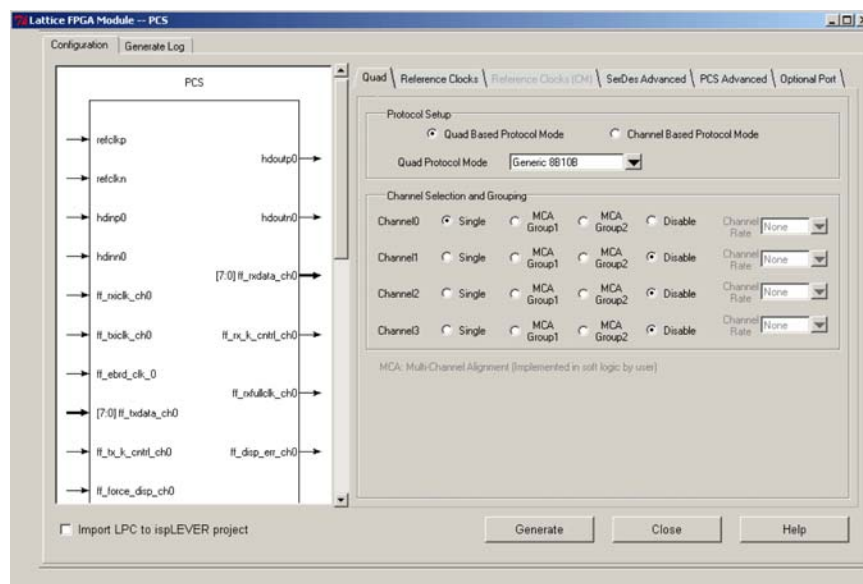 Lattice FPGA Module -- PCS
Configuration
Generate Log
PCS
refclkp
refclkn
hdinp0
hdinn0
ff_rxiclk_ch0
ff_txiclk_ch0
ff_ebrd_clk_0
[7:0] ff_txdata_ch0
ff_tx_k_cntrl_ch0
ff_force_disp_ch0
hdoutp0
hdoutn0
[7:0] ff_rxdata_ch0
ff_rx_k_cntrl_ch0
ff_rxfullclk_ch0
ff_disp_err_ch0
Quad
Reference Clocks
Reference Clocks (CM)
SerDes Advanced
PCS Advanced
Optional Port
Protocol Setup
Quad Based Protocol Mode
Channel Based Protocol Mode
Quad Protocol Mode
Generic 8B10B
Channel Selection and Grouping
Channel0 Single MCA Group1 MCA Group2 Disable Channel Rate None
Channel1 Single MCA Group1 MCA Group2 Disable Channel Rate None
Channel2 Single MCA Group1 MCA Group2 Disable Channel Rate None
Channel3 Single MCA Group1 MCA Group2 Disable Channel Rate None
MCA: Multi-Channel Alignment (Implemented in soft logic by user)
Import LPC to ispLEVER project
Generate
Close
Help